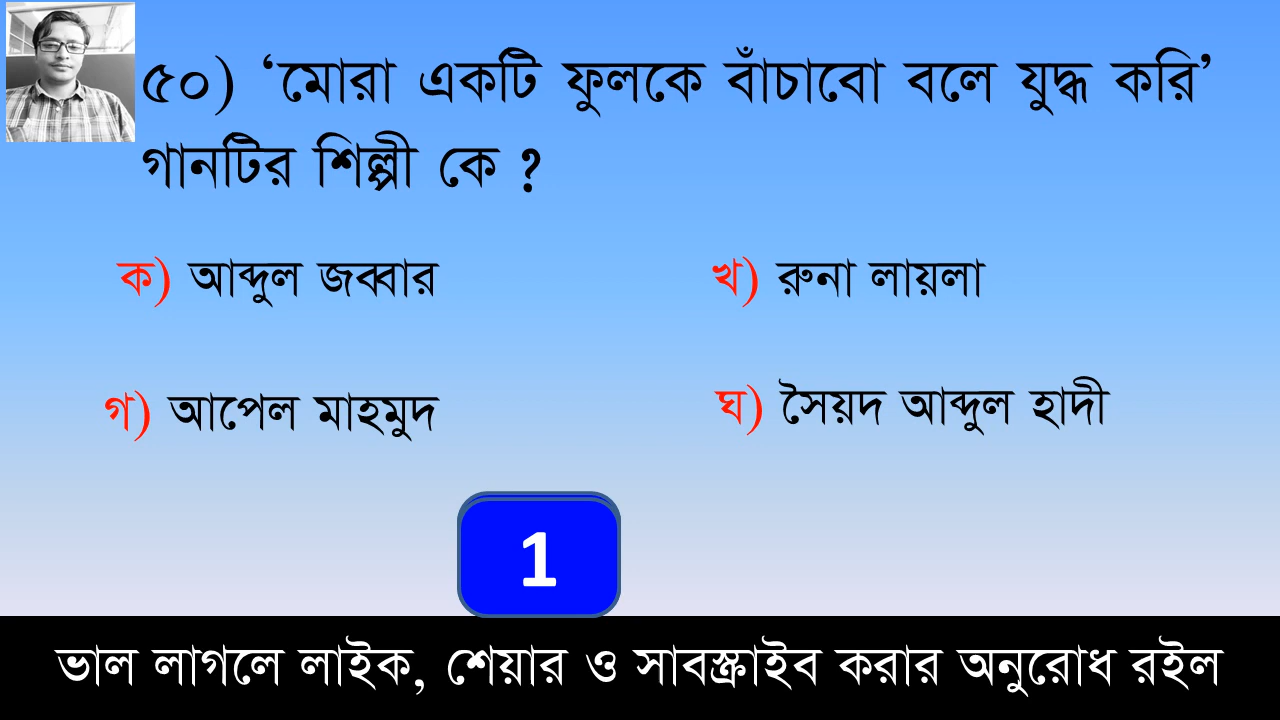 ৫০) ‘মোরা একটি ফুলকে বাঁচাবো বলে যুদ্ধ করি’
গানটির শিল্পী কে ?
ক) আব্দুল জব্বার
খ) রুনা লায়লা
গ) আপেল মাহমুদ
ঘ) সৈয়দ আব্দুল হাদী
1
ভাল লাগলে লাইক, শেয়ার ও সাবস্ক্রাইব করার অনুরোধ রইল